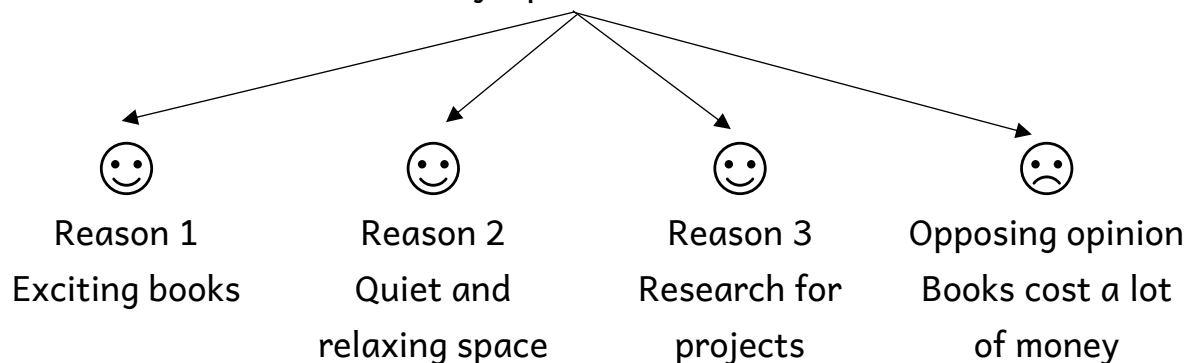 Reason 1
Exciting books
Reason 2
Quiet and
relaxing space
Reason 3
Research for
projects
Opposing opinion
Books cost a lot
of money